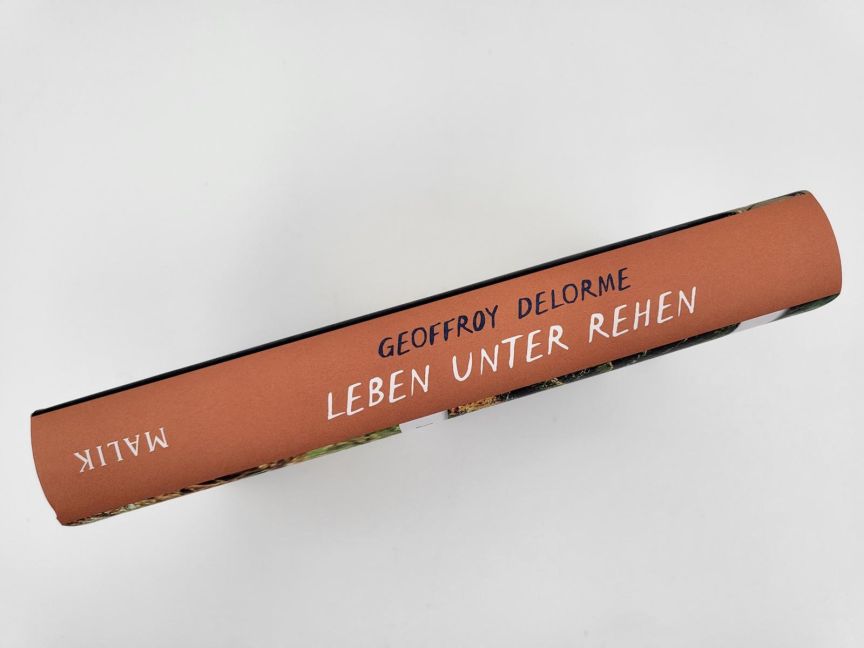 GEOFFROY DELORME
LEBEN UNTER REHEN
MALIK